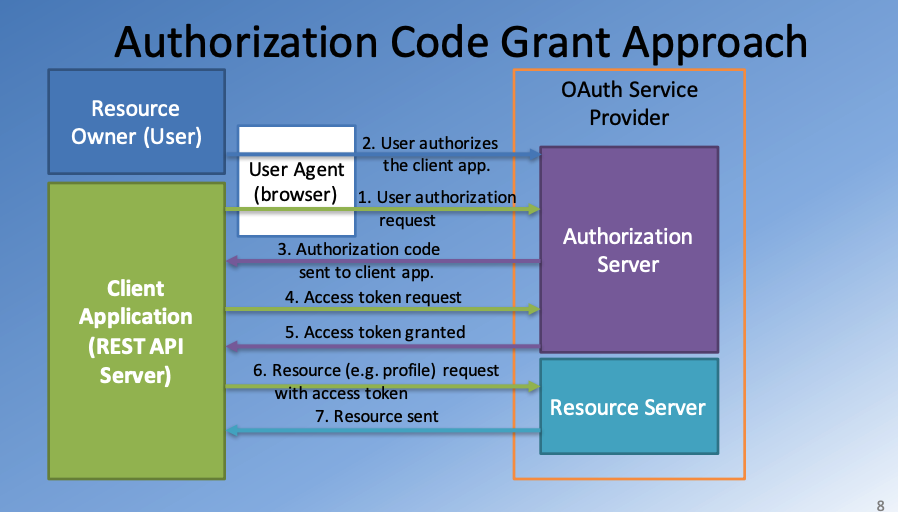 Authorization Code Grant Approach
Resource
Owner (User)
OAuth Service
Provider
User Agent
(browser)
2. User authorizes
the client app.
1. User authorization
request
3. Authorization code
sent to client app.
4. Access token request
5. Access token granted
6. Resource (e.g. profile) request
with access token
7. Resource sent
Client
Application
(REST API
Server)
Authorization
Server
Resource Server
8